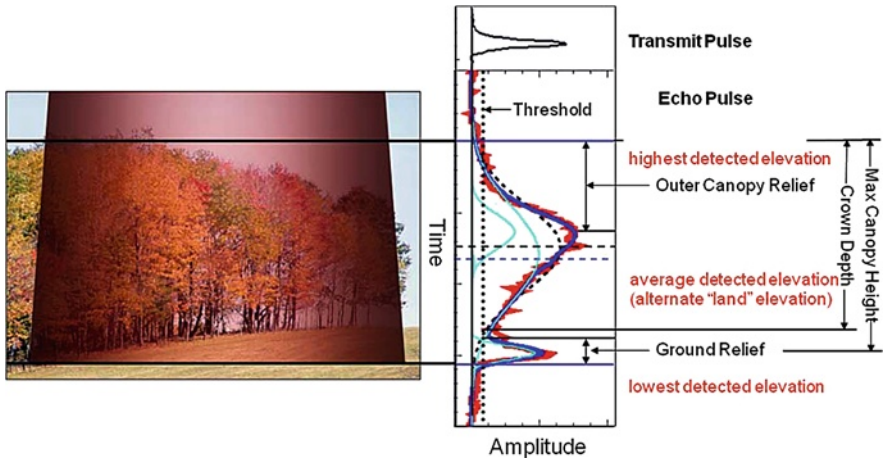 Transmit Pulse
Echo Pulse
Threshold
highest detected elevation
Outer Canopy Relief
Time
Crown Depth
Max Canopy Height
average detected elevation
(alternate “land” elevation)
Ground Relief
lowest detected elevation
Amplitude